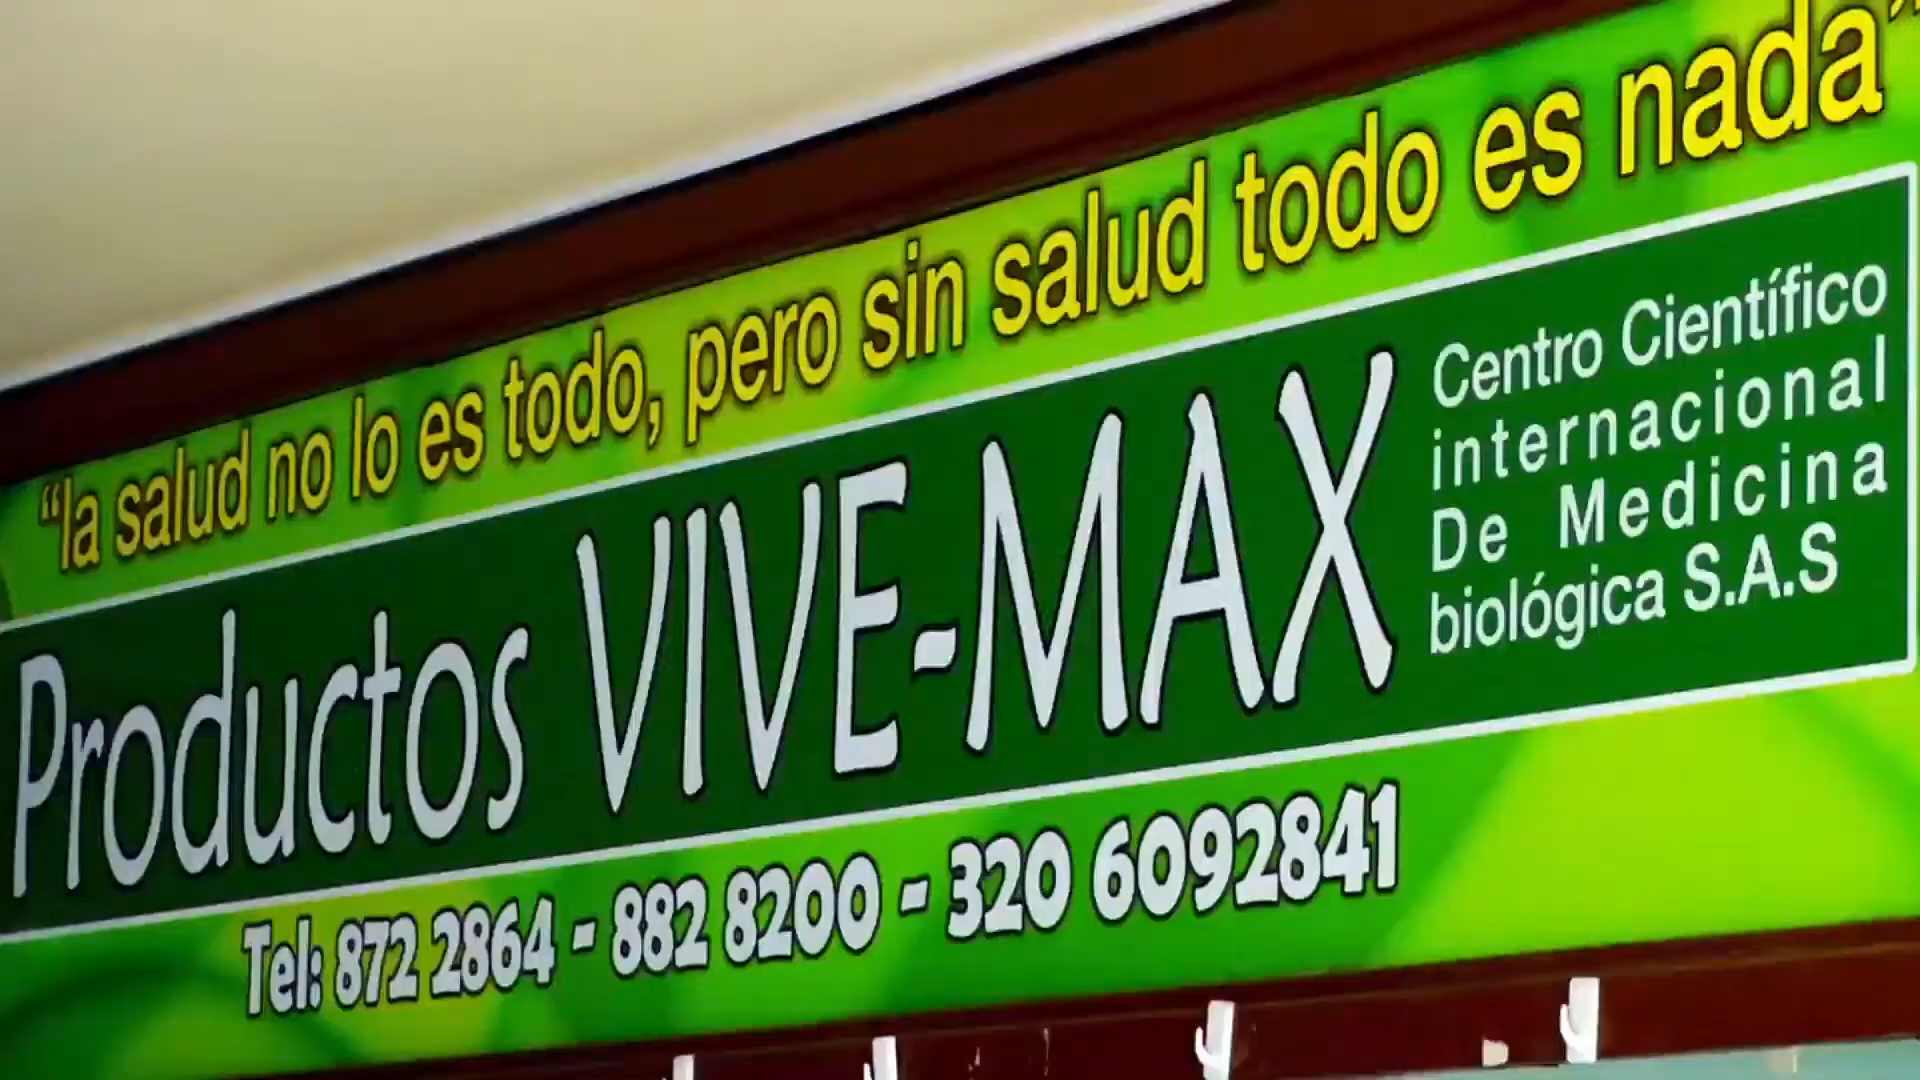 “la salud no lo es todo, pero sin salud todo es nada”
Productos VIVE-MAX
Centro Científico
internacional
De Medicina
biológica S.A.S
Tel: 872 2864 - 882 8200 - 320 6092841